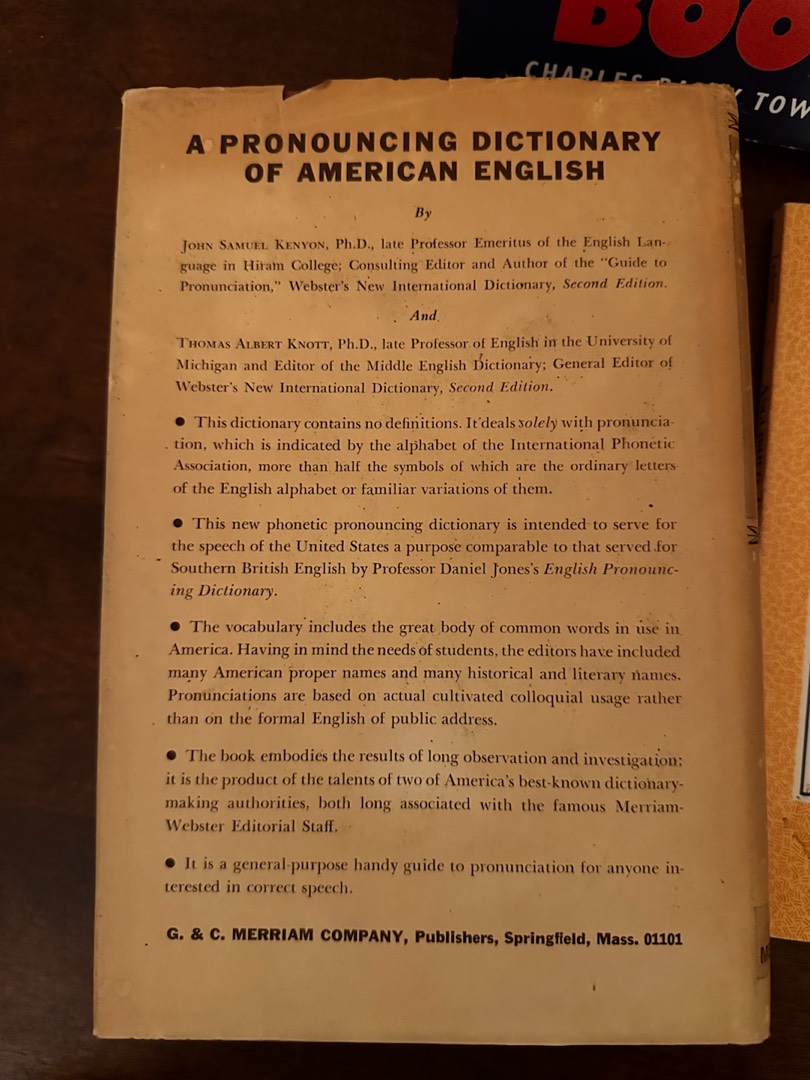 BOO
CHARLES TOW
A PRONOUNCING DICTIONARY
OF AMERICAN ENGLISH
By
JOHN SAMUEL KENYON, Ph.D., late Professor Emeritus of the English Lan-
guage in Hiram College; Consulting Editor and Author of the "Guide to
Pronunciation," Webster's New International Dictionary, Second Edition.
And
THOMAS ALBERT KNOTT, Ph.D., late Professor of English in the University of
Michigan and Editor of the Middle English Dictionary; General Editor of
Webster's New International Dictionary, Second Edition.
● This dictionary contains no definitions. It deals solely with pronuncia-
tion, which is indicated by the alphabet of the International Phonetic
Association, more than half the symbols of which are the ordinary letters
of the English alphabet or familiar variations of them.
● This new phonetic pronouncing dictionary is intended to serve for
the speech of the United States a purpose comparable to that served for
Southern British English by Professor Daniel Jones's English Pronounc-
ing Dictionary.
● The vocabulary includes the great body of common words in use in
America. Having in mind the needs of students, the editors have included
many American proper names and many historical and literary names.
Pronunciations are based on actual cultivated colloquial usage rather
than on the formal English of public address.
● The book embodies the results of long observation and investigation;
it is the product of the talents of two of America's best-known dictionary-
making authorities, both long associated with the famous Merriam-
Webster Editorial Staff.
● It is a general-purpose handy guide to pronunciation for anyone in-
terested in correct speech.
G. & C. MERRIAM COMPANY, Publishers, Springfield, Mass. 01101